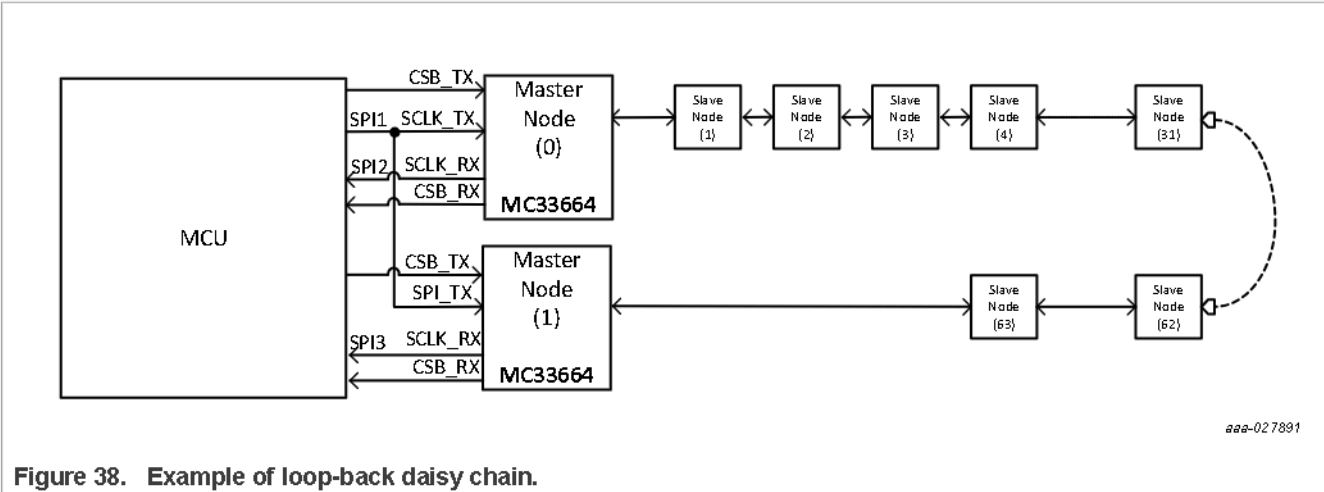 MCU
CSB_TX
SPI1
SCLK_TX
SPI2
SCLK_RX
CSB_RX
Master
Node
(0)
MC33664
Slave
Node
(1)
Slave
Node
(2)
Slave
Node
(3)
Slave
Node
(4)
Slave
Node
(31)
CSB_TX
SPI_TX
SPI3
SCLK_RX
CSB_RX
Master
Node
(1)
MC33664
Slave
Node
(63)
Slave
Node
(62)
aaa-027891
Figure 38. Example of loop-back daisy chain.